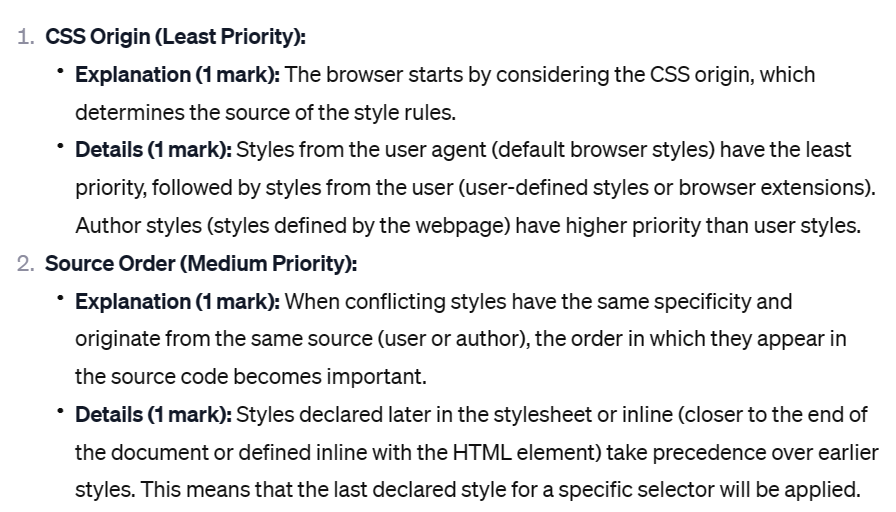 1. CSS Origin (Least Priority):
• Explanation (1 mark): The browser starts by considering the CSS origin, which
determines the source of the style rules.
• Details (1 mark): Styles from the user agent (default browser styles) have the least
priority, followed by styles from the user (user-defined styles or browser extensions).
Author styles (styles defined by the webpage) have higher priority than user styles.
2. Source Order (Medium Priority):
• Explanation (1 mark): When conflicting styles have the same specificity and
originate from the same source (user or author), the order in which they appear in
the source code becomes important.
• Details (1 mark): Styles declared later in the stylesheet or inline (closer to the end of
the document or defined inline with the HTML element) take precedence over earlier
styles. This means that the last declared style for a specific selector will be applied.